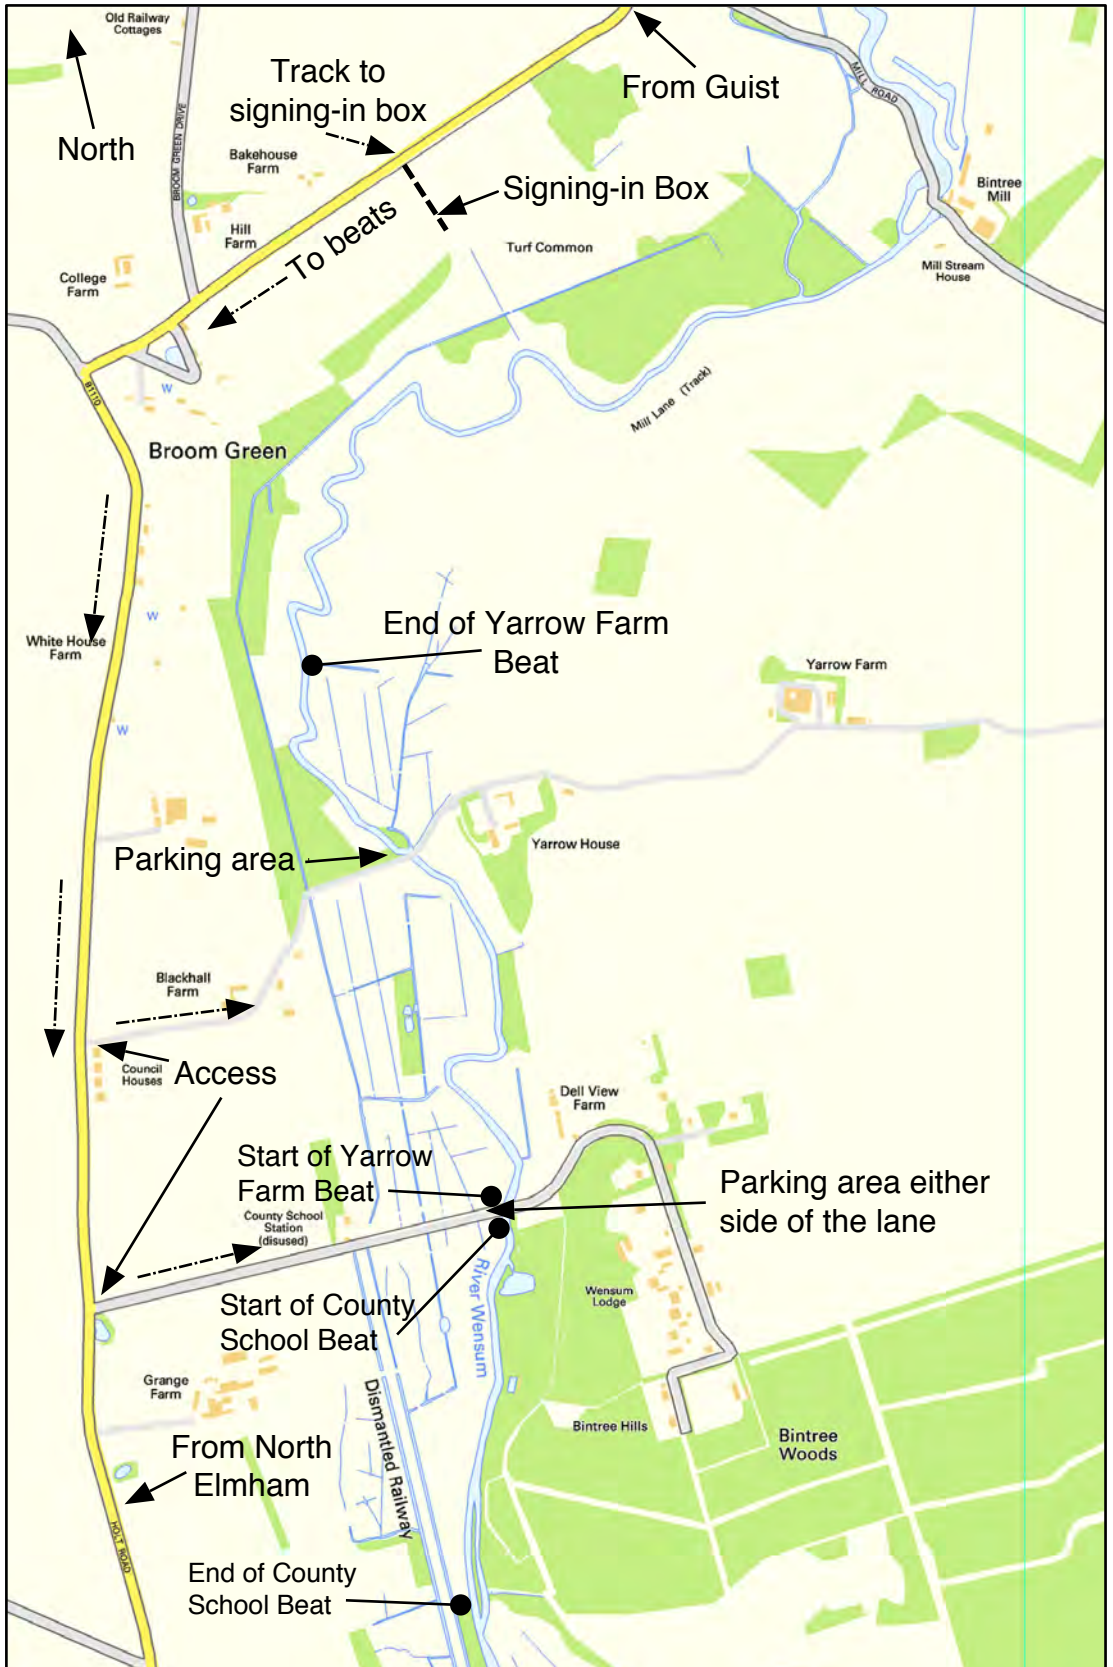 Old Railway
Cottages
North
Track to
signing-in box
From Guist
MILL ROAD
BROOM GREEN DRIVE
Bakehouse
Farm
Signing-in Box
Bintree
Mill
Hill
Farm
To beats
Turf Common
College
Farm
Mill Stream
House
B1110
W
Mill Lane (Track)
Broom Green
W
End of Yarrow Farm
Beat
White House
Farm
Yarrow Farm
W
Yarrow House
Parking area
Blackhall
Farm
Council
Houses
Access
Dell View
Farm
Start of Yarrow
Farm Beat
Parking area either
side of the lane
County School
Station
(disused)
River Wensum
Start of County
School Beat
Wensum
Lodge
Grange
Farm
Dismantled Railway
Bintree Hills
Bintree
Woods
From North
Elmham
HOLT ROAD
End of County
School Beat